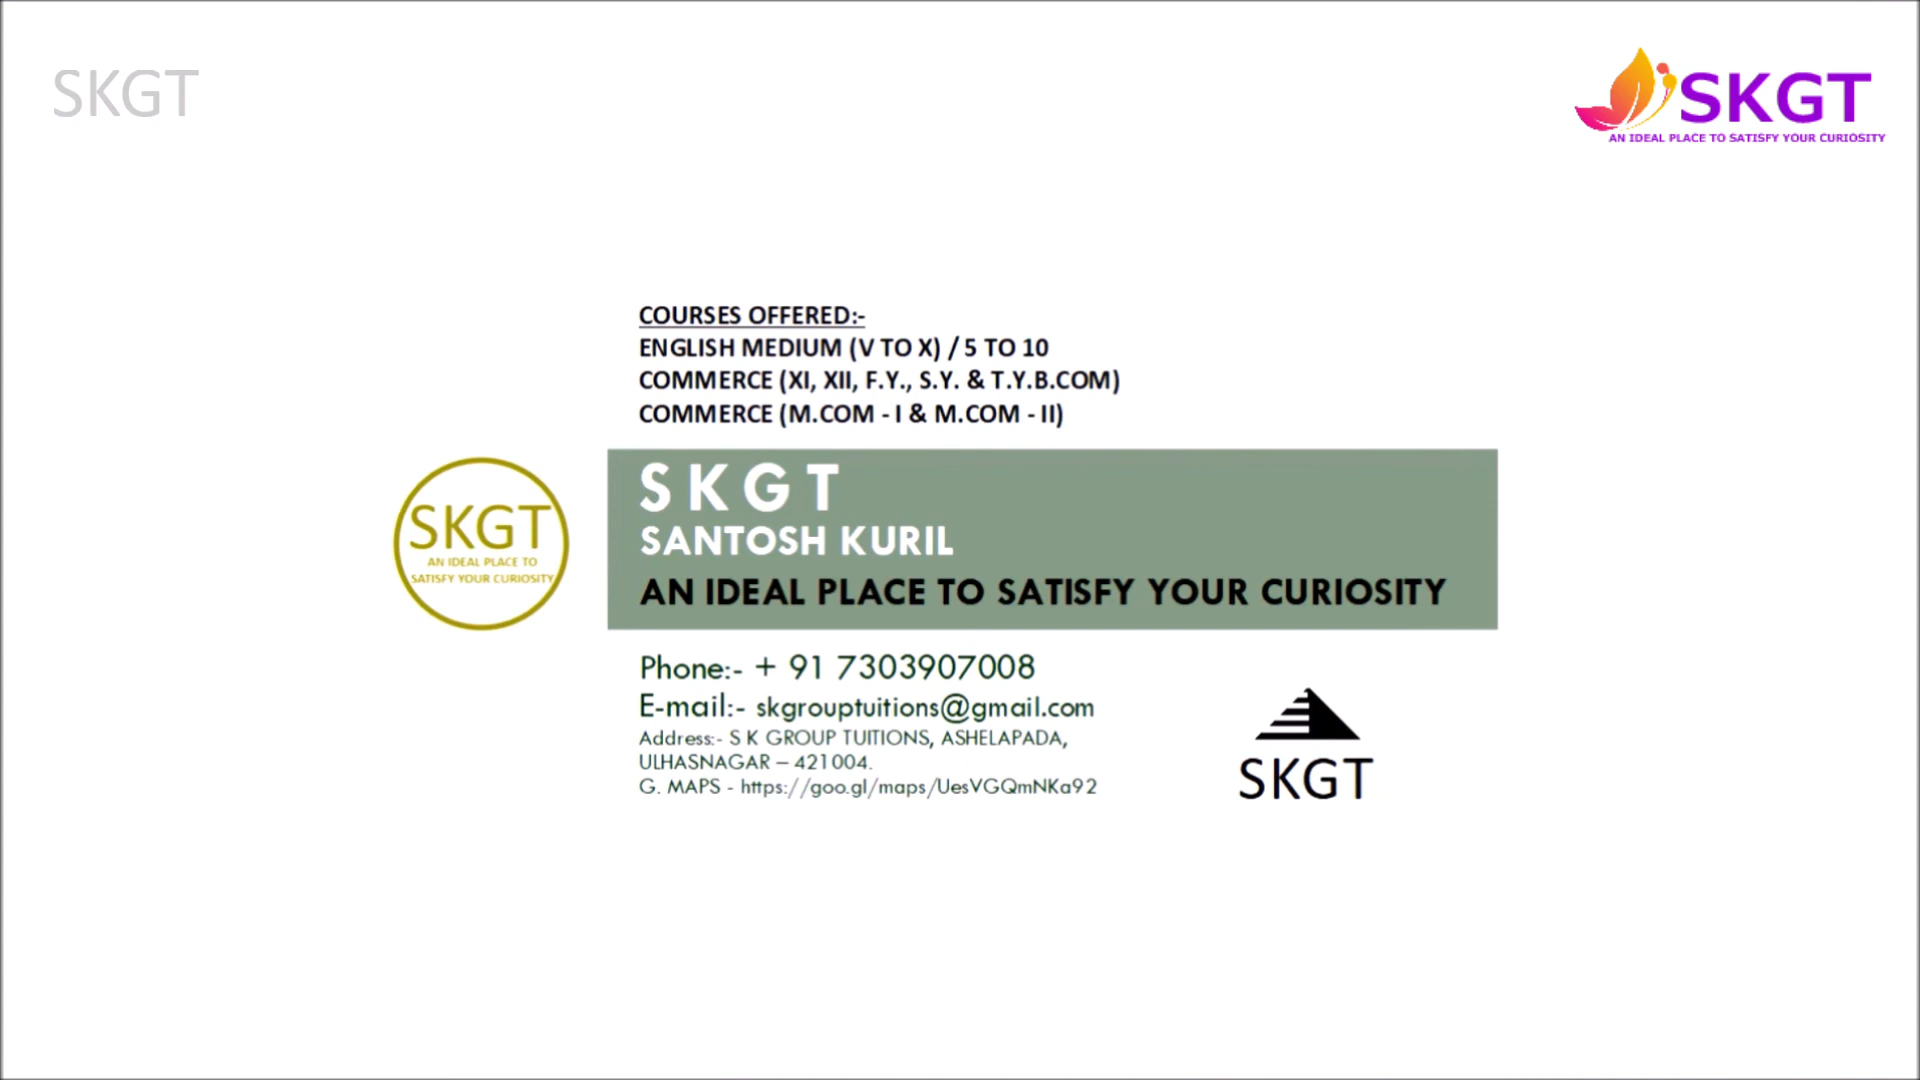 SKGT
SKGT
AN IDEAL PLACE TO SATISFY YOUR CURIOSITY
COURSES OFFERED:-
ENGLISH MEDIUM (V TO X) / 5 TO 10
COMMERCE (XI, XII, F.Y., S.Y. & T.Y.B.COM)
COMMERCE (M.COM - I & M.COM - II)
SKGT
AN IDEAL PLACE TO
SATISFY YOUR CURIOSITY
S K G T
SANTOSH KURIL
AN IDEAL PLACE TO SATISFY YOUR CURIOSITY
Phone:- + 91 7303907008
E-mail:- skgrouptuitions@gmail.com
Address:- S K GROUP TUITIONS, ASHELAPADA,
ULHASNAGAR – 421004.
G. MAPS - https://goo.gl/maps/UesVGQmNKa92
SKGT